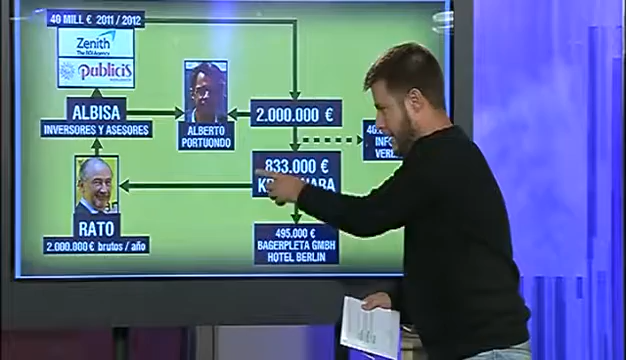 40 MILL € 2011 / 2012
Zenith
The ROI Agency
publicis
ALBISA
INVERSORES Y ASESORES
ALBERTO
PORTUONDO
2.000.000 €
833.000 €
RATO
2.000.000 € brutos / año
495.000 €
BAGERPLETA GMBH
HOTEL BERLIN